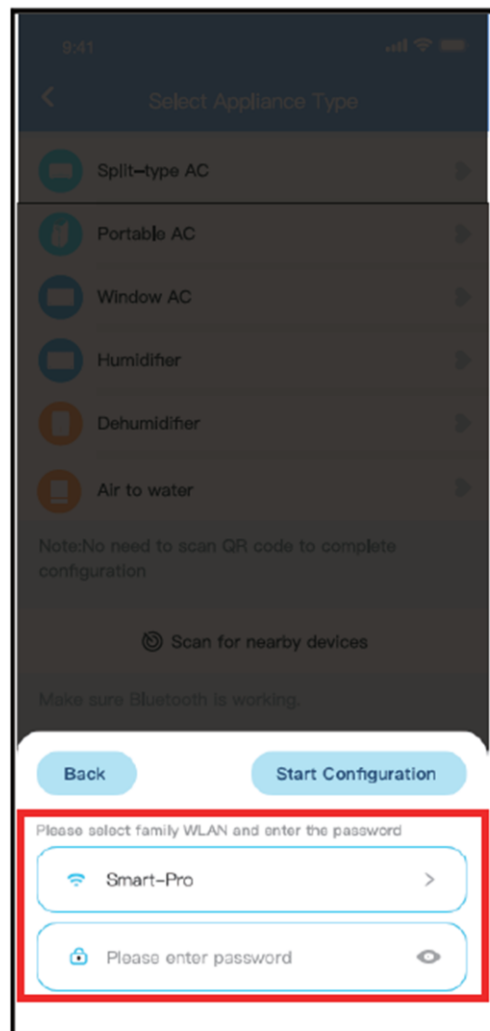 9:41
Select Appliance Type
Split-type AC
Portable AC
Window AC
Humidifier
Dehumidifier
Air to water
Note:No need to scan QR code to complete
configuration
Scan for nearby devices
Make sure Bluetooth is working.
Back
Start Configuration
Please select family WLAN and enter the password
Smart-Pro
Please enter password